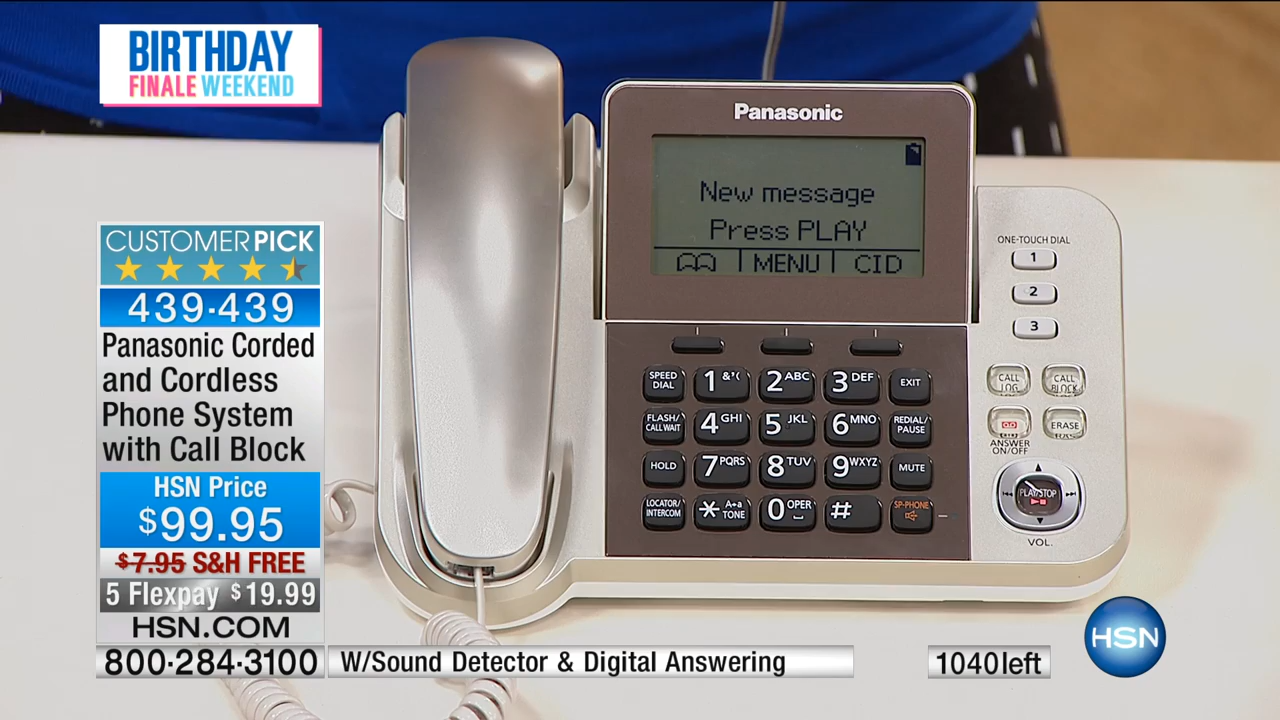 BIRTHDAY
FINALE WEEKEND
CUSTOMER PICK
439·439
Panasonic Corded
and Cordless
Phone System
with Call Block
HSN Price
$99.95
$7.95 S&H FREE
5 Flexpay $19.99
HSN.COM
800·284·3100
W/Sound Detector & Digital Answering
1040left
HSN
Panasonic
New message
Press PLAY
MENU CID
SPEED DIAL 1 &'( 2 ABC 3 DEF EXIT
FLASH/CALL WAIT 4 GHI 5 JKL 6 MNO REDIAL/PAUSE
HOLD 7 PQRS 8 TUV 9 WXYZ MUTE
LOCATOR/INTERCOM * A→a TONE 0 OPER # SP-PHONE
ONE-TOUCH DIAL
1
2
3
CALL LOG CALL BLOCK
ERASE
ANSWER ON/OFF
PLAY/STOP
VOL.